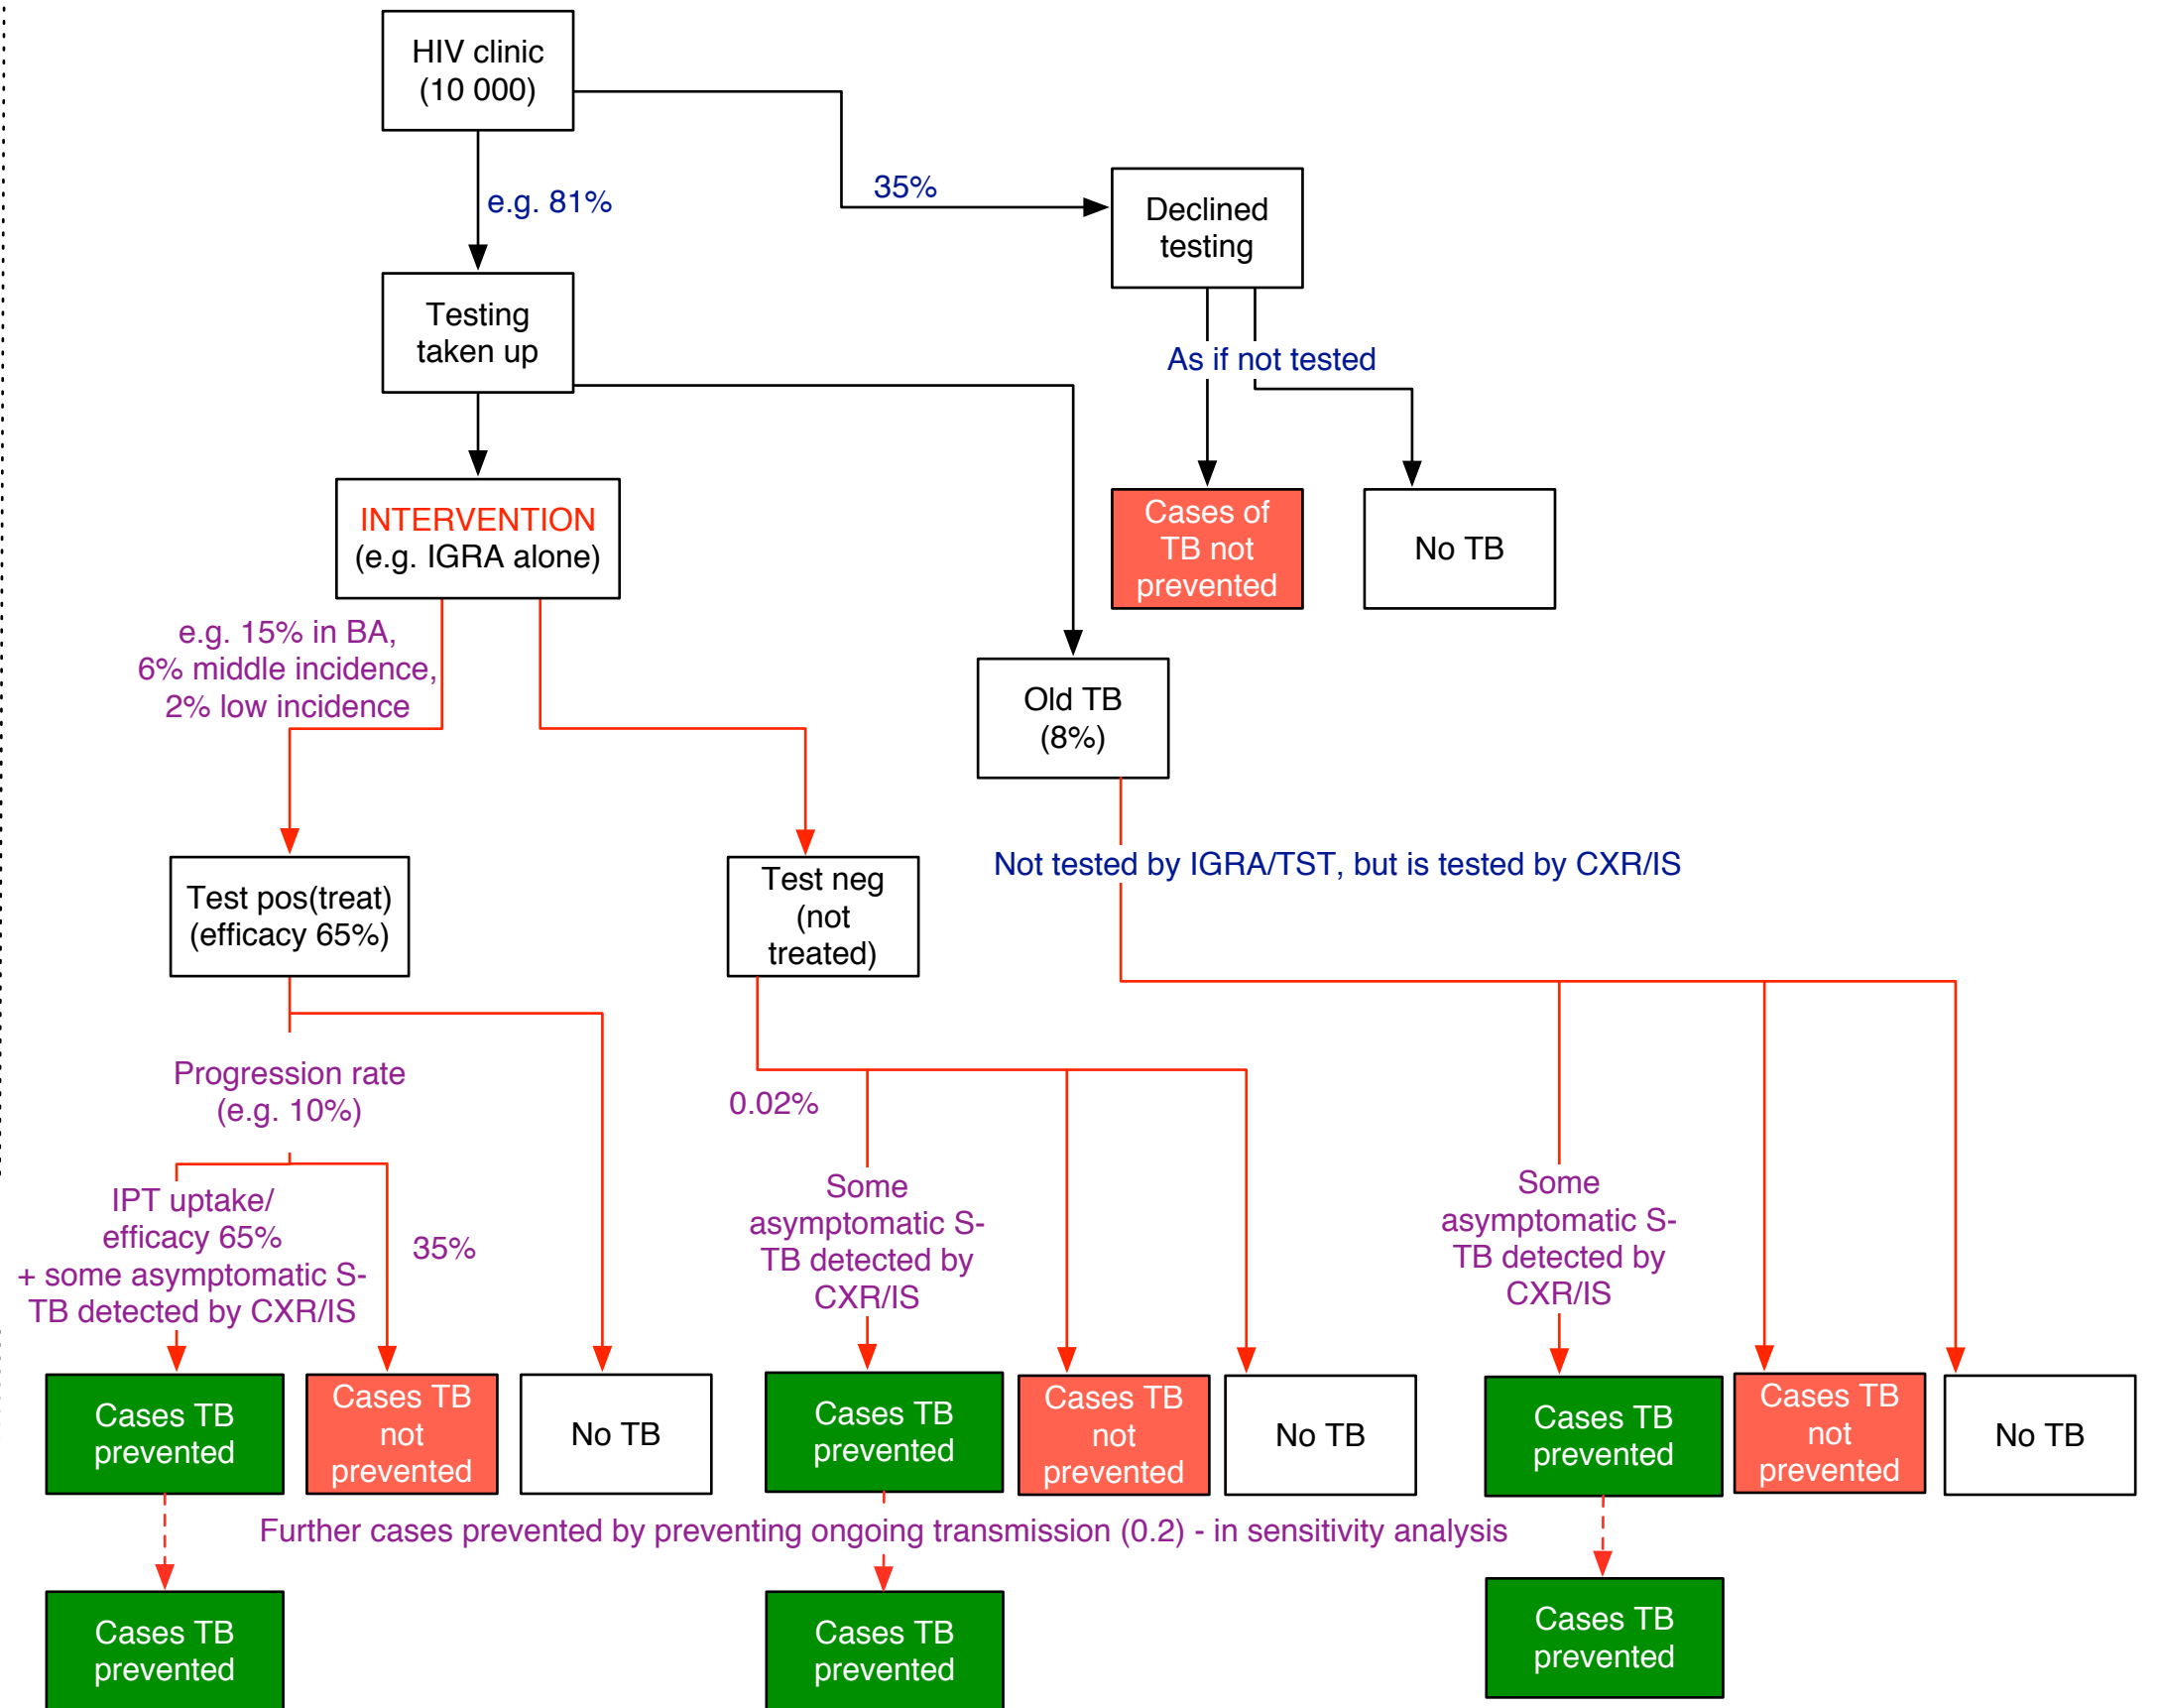 HIV clinic
(10 000)
e.g. 81%
35%
Declined
testing
Testing
taken up
As if not tested
INTERVENTION
(e.g. IGRA alone)
Cases of
TB not
prevented
No TB
e.g. 15% in BA,
6% middle incidence,
2% low incidence
Old TB
(8%)
Test pos(treat)
(efficacy 65%)
Test neg
(not
treated)
Not tested by IGRA/TST, but is tested by CXR/IS
Progression rate
(e.g. 10%)
0.02%
IPT uptake/
efficacy 65%
+ some asymptomatic S-
TB detected by CXR/IS
35%
Some
asymptomatic S-
TB detected by
CXR/IS
Some
asymptomatic S-
TB detected by
CXR/IS
Cases TB
prevented
Cases TB
not
prevented
No TB
Cases TB
prevented
Cases TB
not
prevented
No TB
Cases TB
prevented
Cases TB
not
prevented
No TB
Further cases prevented by preventing ongoing transmission (0.2) - in sensitivity analysis
Cases TB
prevented
Cases TB
prevented
Cases TB
prevented